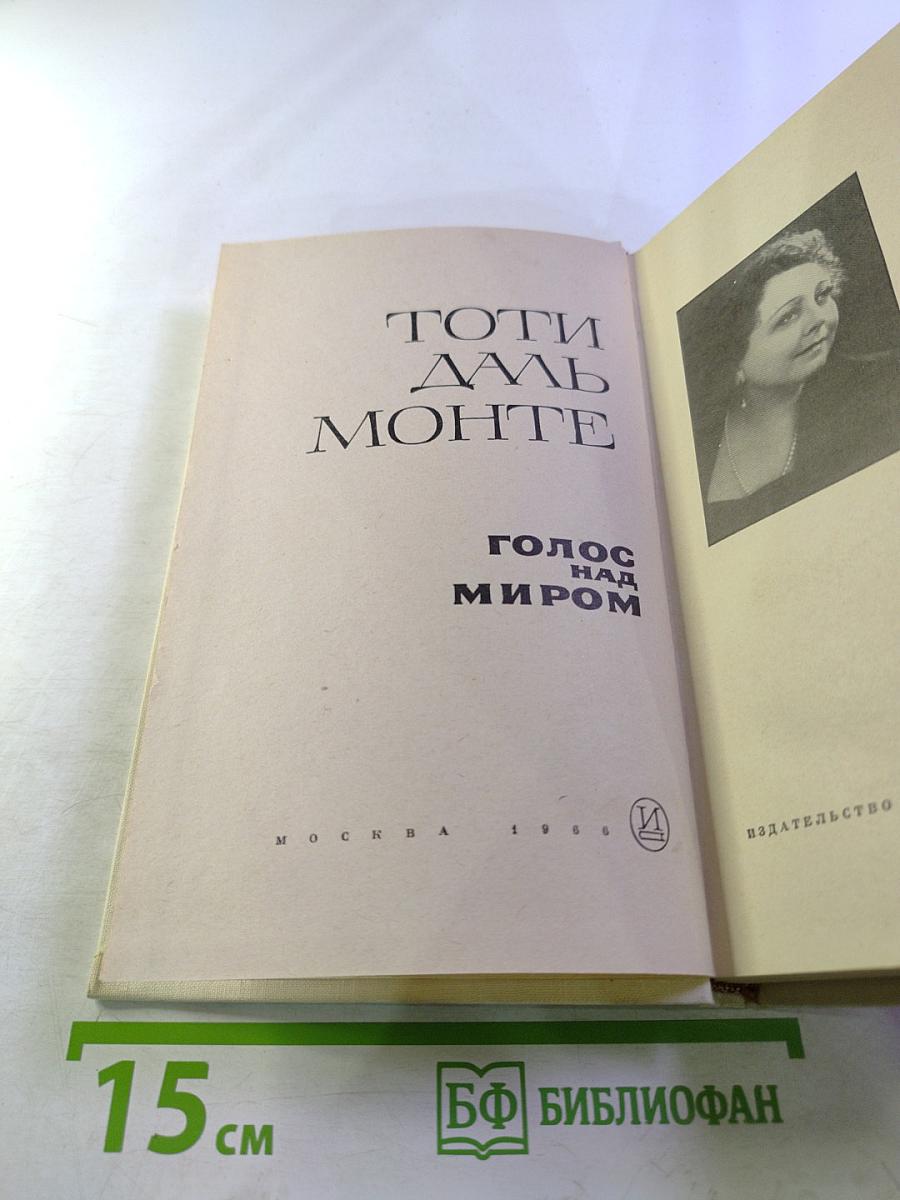 ТОТИ
ДАЛЬ
МОНТЕ
ГОЛОС
НАД
МИРОМ
МОСКВА 1966
И
ИЗДАТЕЛЬСТВО
15 СМ
БФ БИБЛИОФАН